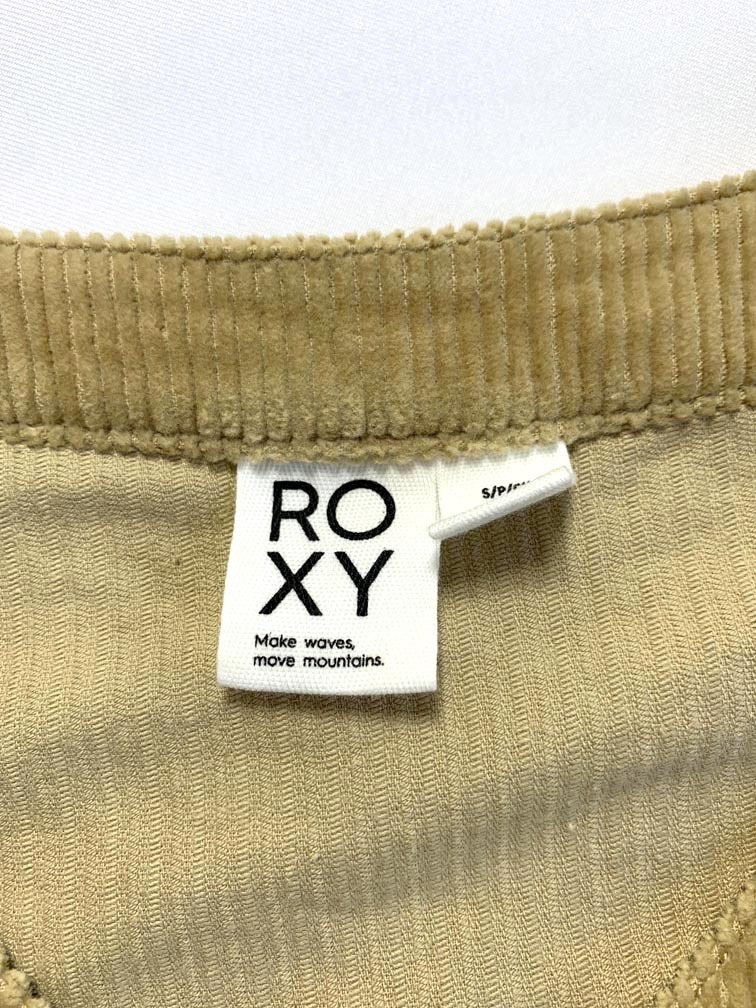 RO
XY
Make waves,
move mountains.
S/P/